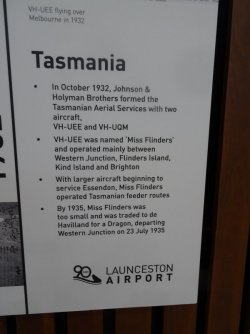 VH-UEE flying over
Melbourne in 1932
Tasmania
• In October 1932, Johnson &
Holyman Brothers formed the
Tasmanian Aerial Services with two
aircraft,
VH-UEE and VH-UQM
• VH-UEE was named 'Miss Flinders'
and operated mainly between
Western Junction, Flinders Island,
Kind Island and Brighton
• With larger aircraft beginning to
service Essendon, Miss Flinders
operated Tasmanian feeder routes
• By 1935, Miss Flinders was
too small and was traded to de
Havilland for a Dragon, departing
Western Junction on 23 July 1935
90 LAUNCESTON
AIRPORT